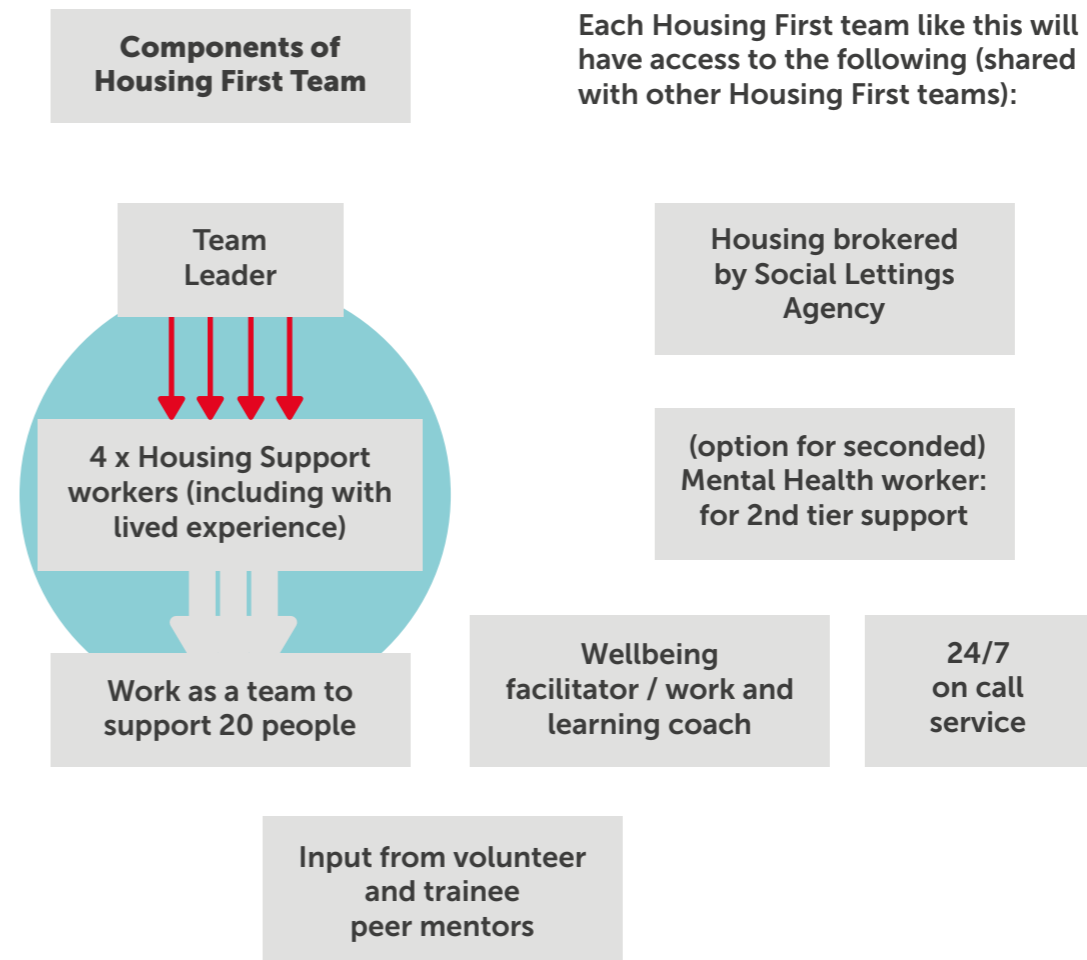 Components of
Housing First Team
Each Housing First team like this will
have access to the following (shared
with other Housing First teams):
Team
Leader
Housing brokered
by Social Lettings
Agency
4 x Housing Support
workers (including with
lived experience)
(option for seconded)
Mental Health worker:
for 2nd tier support
Work as a team to
support 20 people
Wellbeing
facilitator / work and
learning coach
24/7
on call
service
Input from volunteer
and trainee
peer mentors